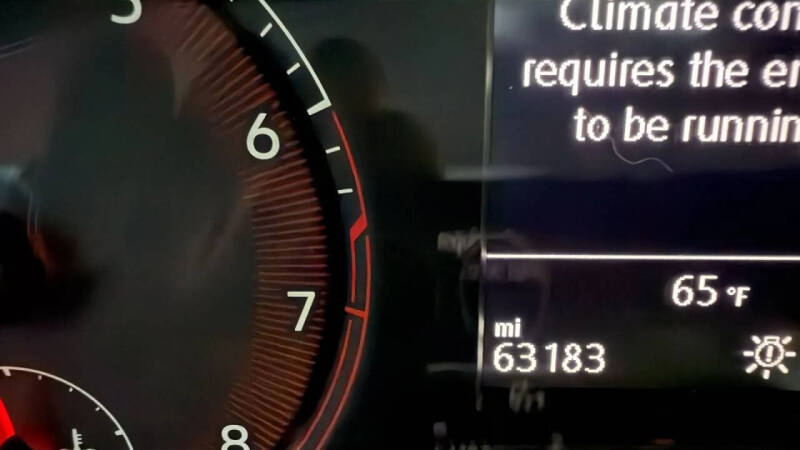 5
6
7
8
Climate con
requires the en
to be runnin
65 °F
mi
63183